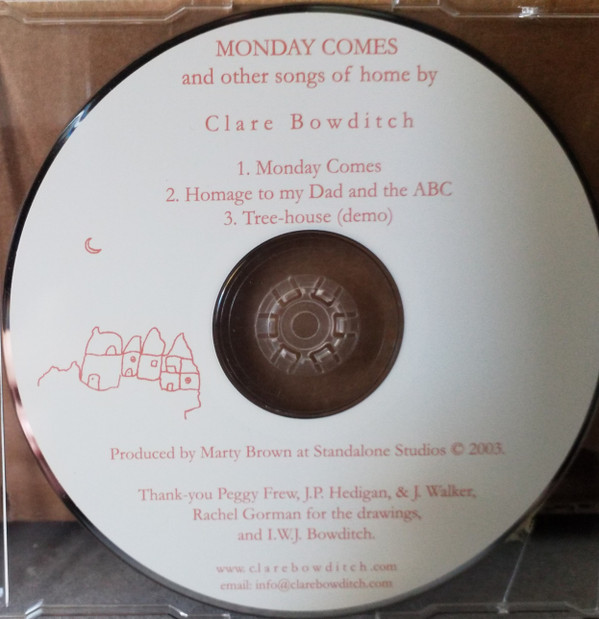 MONDAY COMES
and other songs of home by
Clare Bowditch
1. Monday Comes
2. Homage to my Dad and the ABC
3. Tree-house (demo)
Produced by Marty Brown at Standalone Studios © 2003.
Thank-you Peggy Frew, J.P. Hedigan, & J. Walker,
Rachel Gorman for the drawings,
and I.W.J. Bowditch.
www.clarebowditch.com
email: info@clarebowditch.com